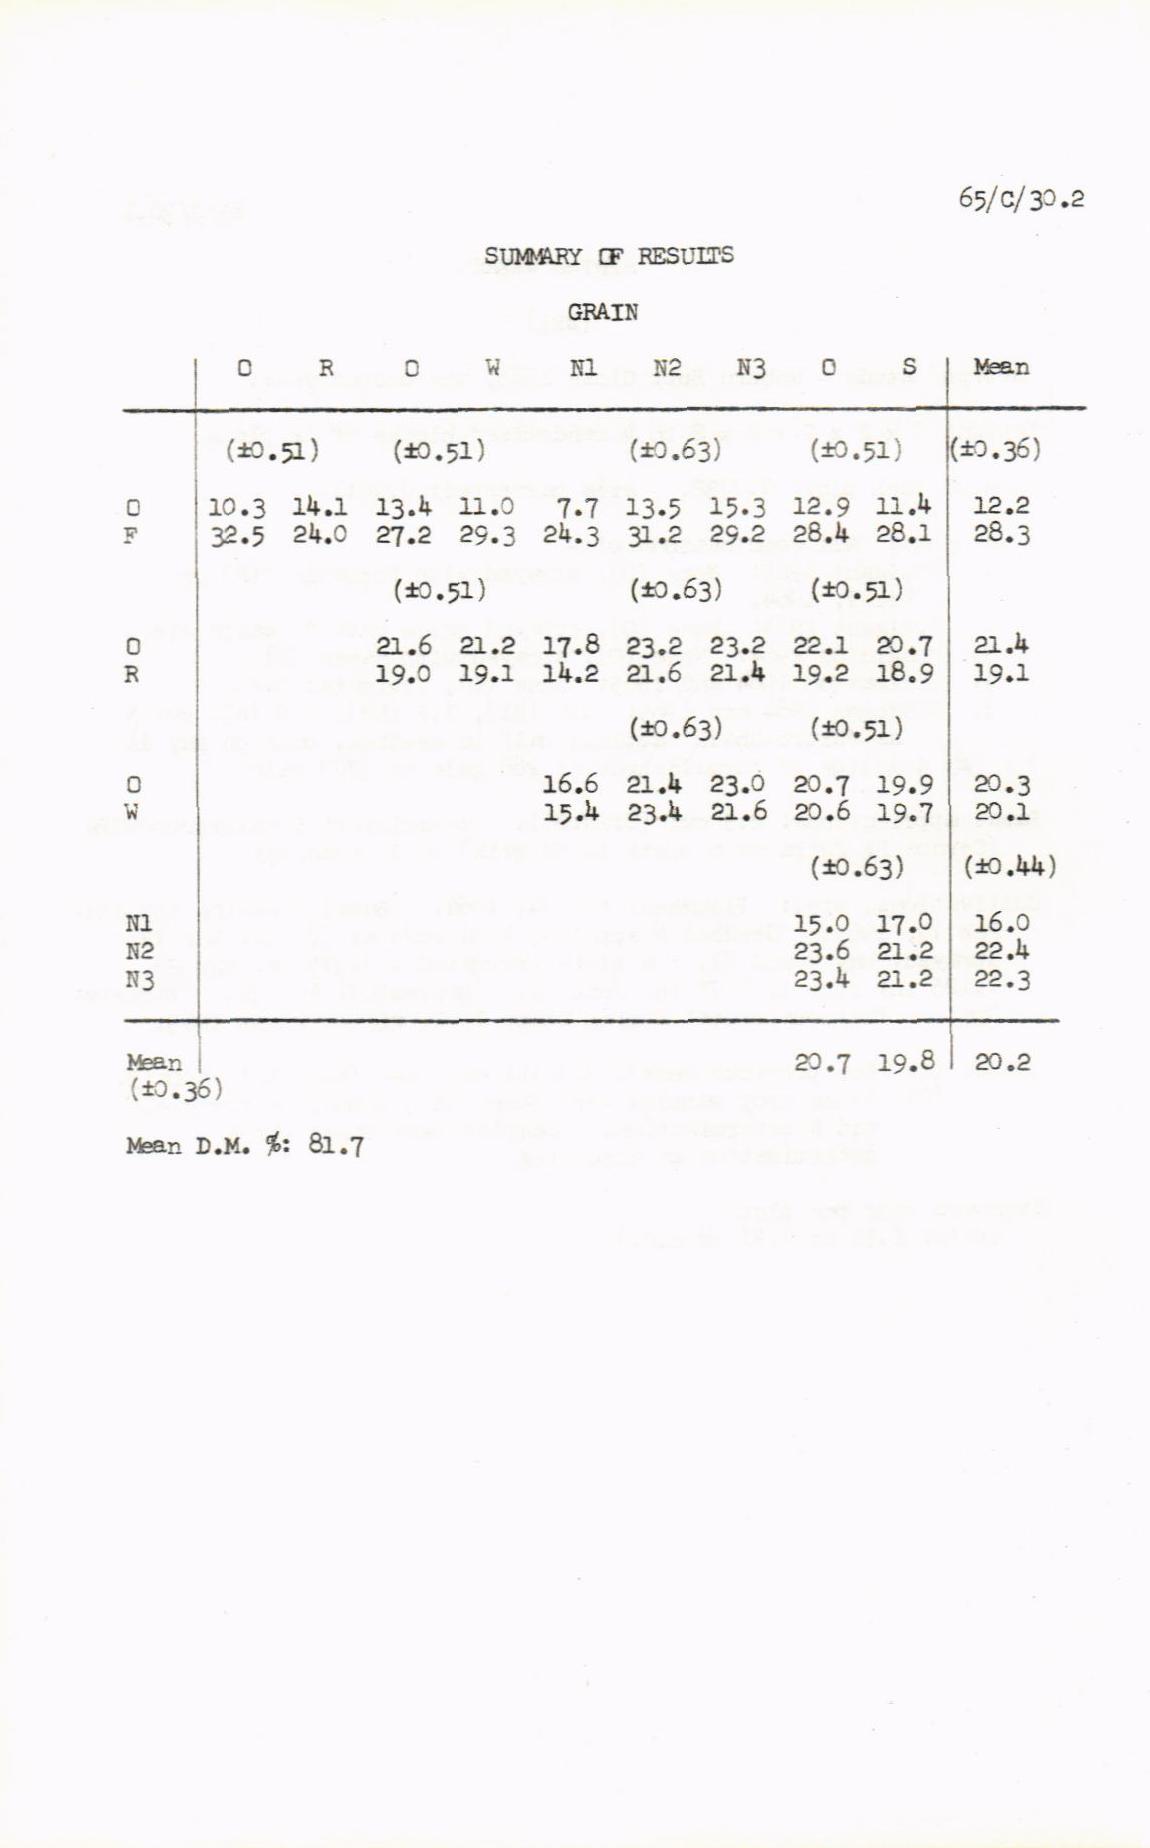 65/C/30.2
SUMMARY OF RESULTS
GRAIN
O R O W N1 N2 N3 O S Mean
(±0.51) (±0.51) (±0.63) (±0.51) (±0.36)
O 10.3 14.1 13.4 11.0 7.7 13.5 15.3 12.9 11.4 12.2
F 32.5 24.0 27.2 29.3 24.3 31.2 29.2 28.4 28.1 28.3
(±0.51) (±0.63) (±0.51)
O 21.6 21.2 17.8 23.2 23.2 22.1 20.7 21.4
R 19.0 19.1 14.2 21.6 21.4 19.2 18.9 19.1
(±0.63) (±0.51)
O 16.6 21.4 23.0 20.7 19.9 20.3
W 15.4 23.4 21.6 20.6 19.7 20.1
(±0.63) (±0.44)
N1 15.0 17.0 16.0
N2 23.6 21.2 22.4
N3 23.4 21.2 22.3
Mean 20.7 19.8 20.2
(±0.36)
Mean D.M. %: 81.7